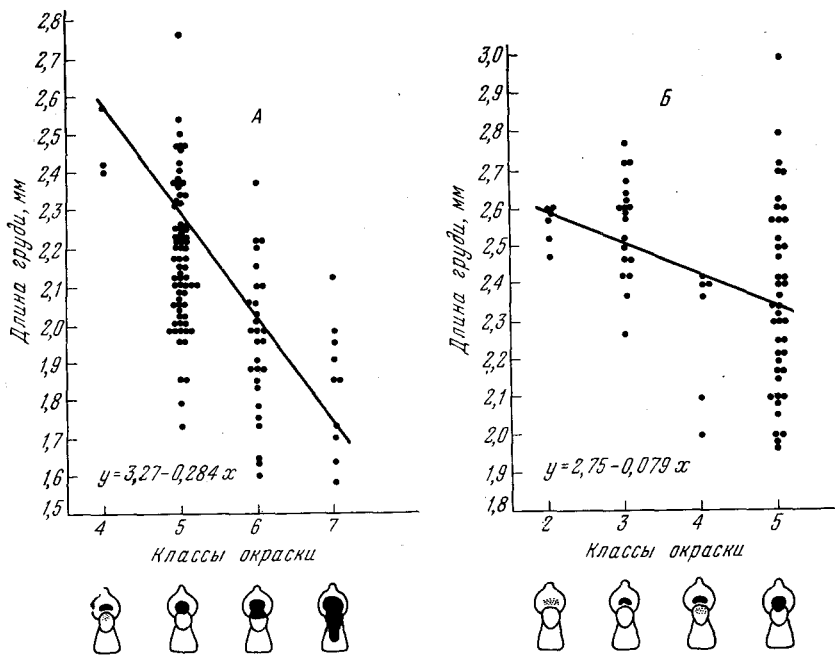 Длина груди, мм
2,8
2,7
2,6
2,5
2,4
2,3
2,2
2,1
2,0
1,9
1,8
1,7
1,6
1,5
А
y=3,27-0,284 x
4 5 6 7
Классы окраски
Длина груди, мм
3,0
2,9
2,8
2,7
2,6
2,5
2,4
2,3
2,2
2,1
2,0
1,9
1,8
Б
y=2,75-0,079 x
2 3 4 5
Классы окраски